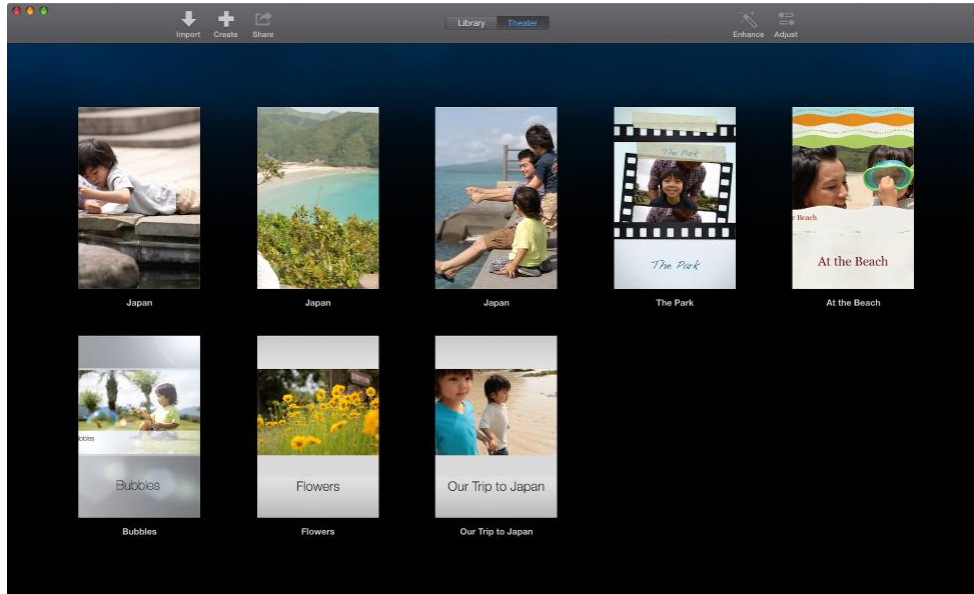 Import Create Share Library Theater Enhance Adjust
The Park
The Park
e Beach
At the Beach
Japan Japan Japan The Park At the Beach
bbles
Bubbles
Flowers
Our Trip to Japan
Bubbles Flowers Our Trip to Japan